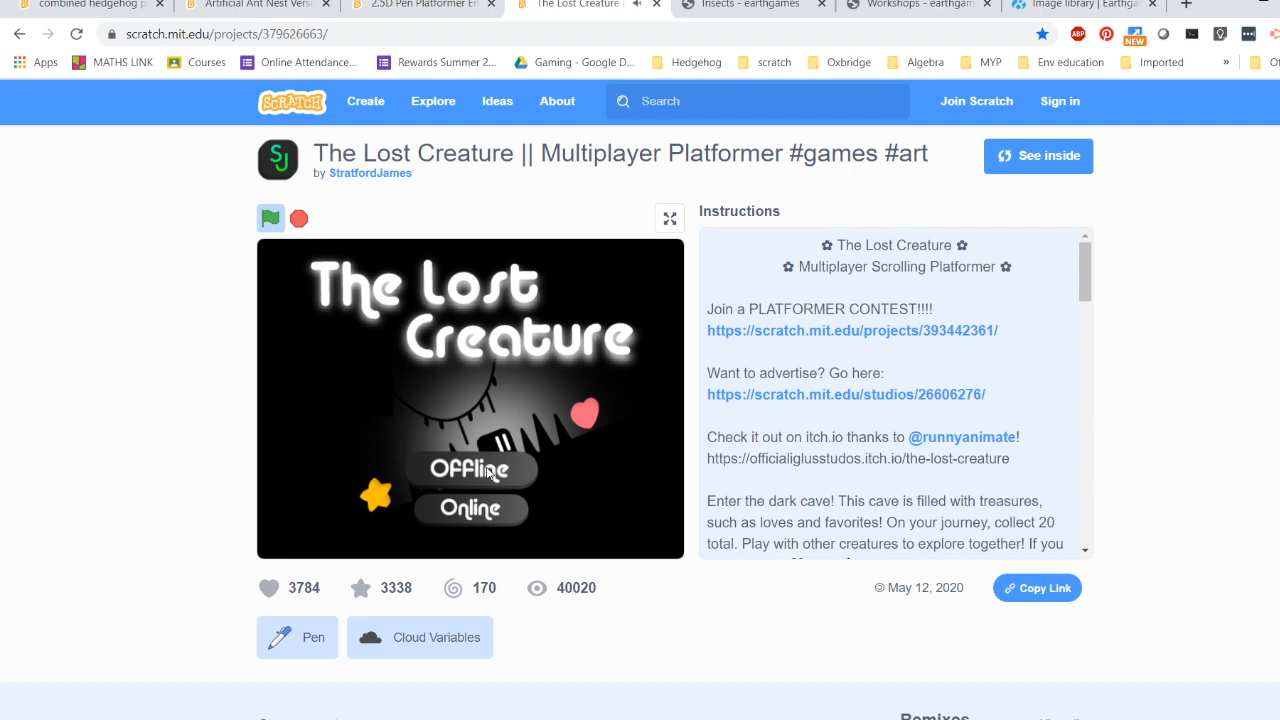 combined hedgehog p
Artificial Ant Nest Versi
2.5D Pen Platformer En
The Lost Creature
Insects - earthgames
Workshops - earthgam
Image library | Earthga
scratch.mit.edu/projects/379626663/
ABP
NEW
Apps
MATHS LINK
Courses
Online Attendance...
Rewards Summer 2...
Gaming - Google D...
Hedgehog
scratch
Oxbridge
Algebra
MYP
Env education
Imported
»
SCRATCH
Create
Explore
Ideas
About
Search
Join Scratch
Sign in
SJ
The Lost Creature || Multiplayer Platformer #games #art
by StratfordJames
See inside
Instructions
The Lost
Creature
Offline
Online
✿ The Lost Creature ✿
✿ Multiplayer Scrolling Platformer ✿
Join a PLATFORMER CONTEST!!!!
https://scratch.mit.edu/projects/393442361/
Want to advertise? Go here:
https://scratch.mit.edu/studios/26606276/
Check it out on itch.io thanks to @runnyanimate!
https://officialiglusstudos.itch.io/the-lost-creature
Enter the dark cave! This cave is filled with treasures,
such as loves and favorites! On your journey, collect 20
total. Play with other creatures to explore together! If you
3784
3338
170
40020
© May 12, 2020
Copy Link
Pen
Cloud Variables
Remixes